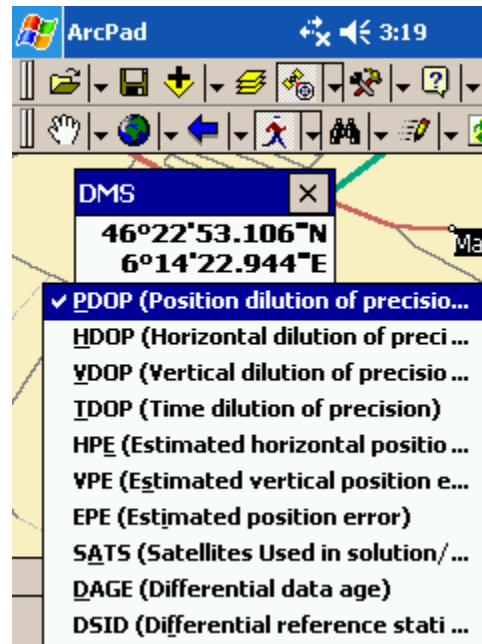 ArcPad 3:19
DMS
46°22'53.106"N
6°14'22.944"E
Ma
PDOP (Position dilution of precisio...
HDOP (Horizontal dilution of preci ...
VDOP (Vertical dilution of precisio ...
TDOP (Time dilution of precision)
HPE (Estimated horizontal positio ...
VPE (Estimated vertical position e...
EPE (Estimated position error)
SATS (Satellites Used in solution/...
DAGE (Differential data age)
DSID (Differential reference stati ...